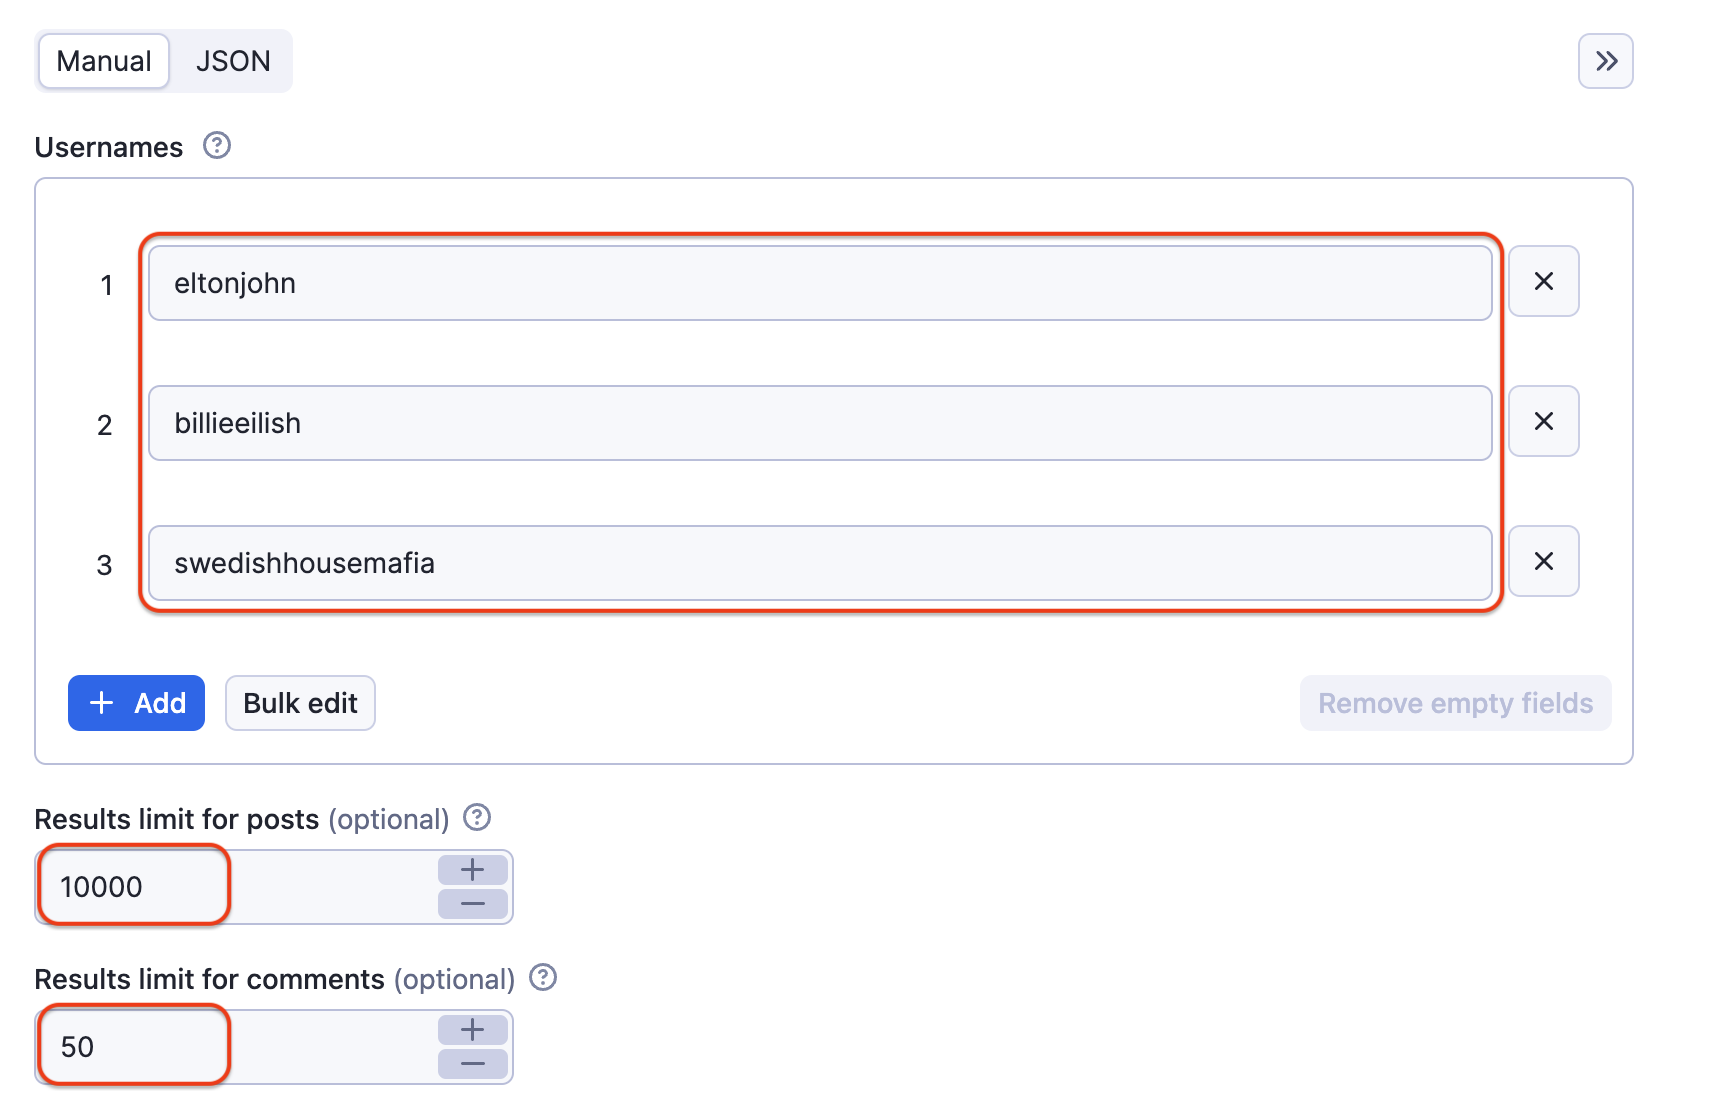 Manual JSON
Usernames
1 eltonjohn
2 billieeilish
3 swedishhousemafia
+ Add Bulk edit Remove empty fields
Results limit for posts (optional)
10000
Results limit for comments (optional)
50